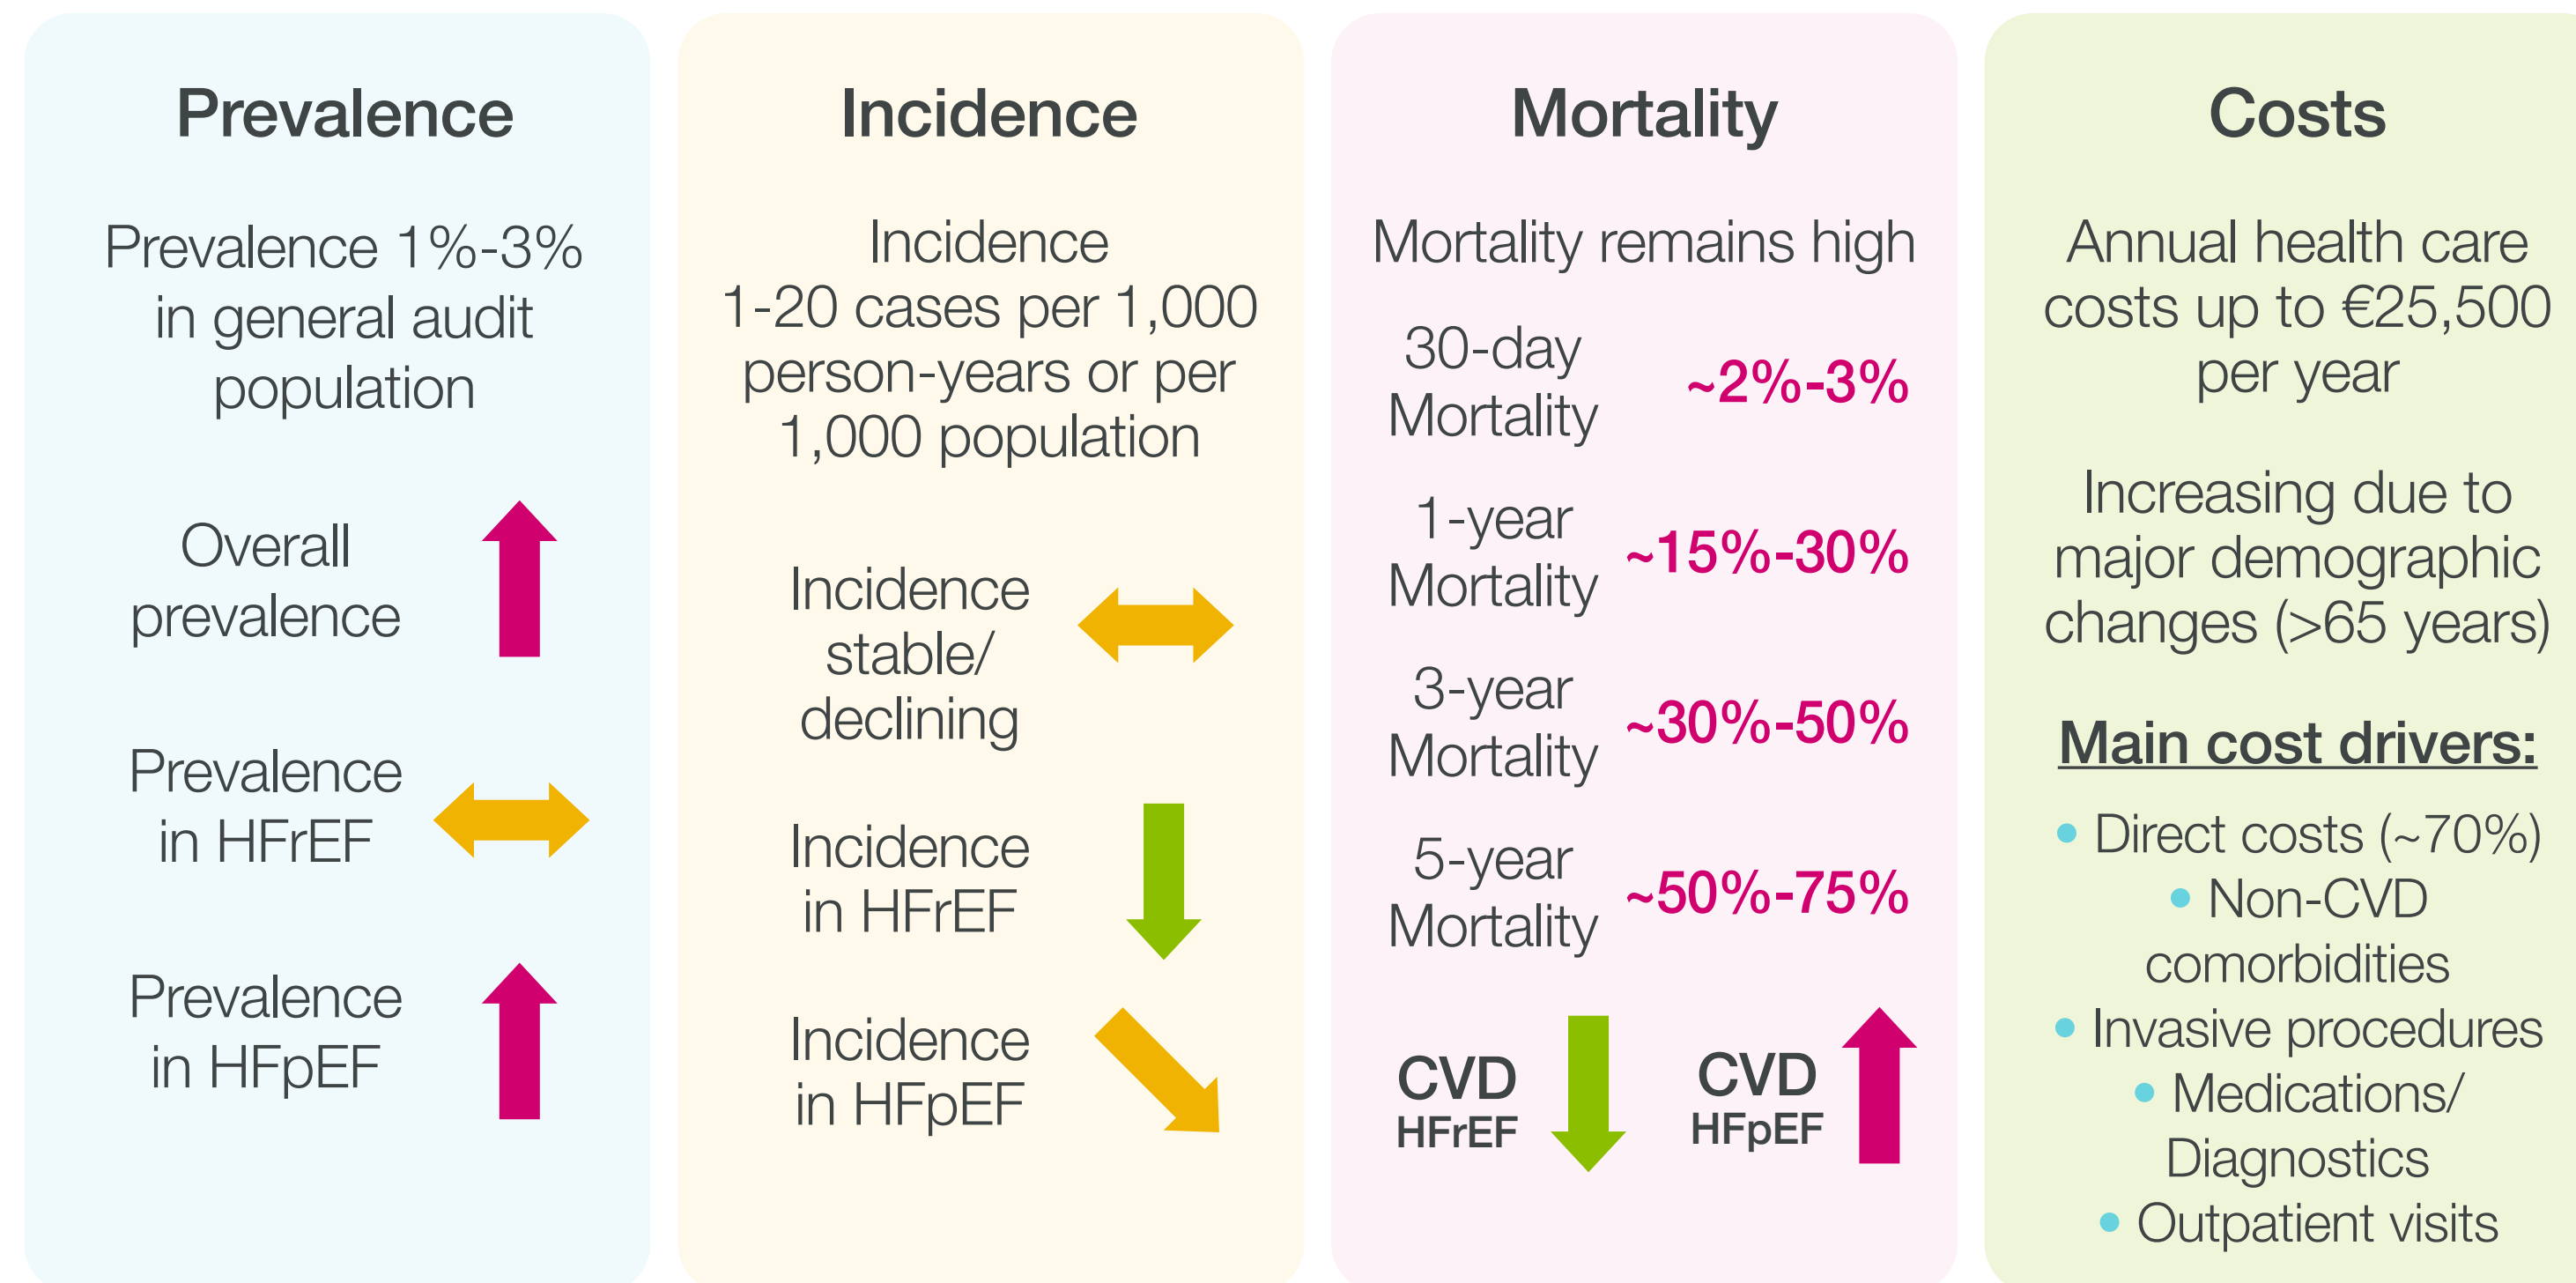 Prevalence
Prevalence 1%-3%
in general audit
population
Overall
prevalence
Prevalence
in HFrEF
Prevalence
in HFpEF
Incidence
Incidence
1-20 cases per 1,000
person-years or per
1,000 population
Incidence
stable/
declining
Incidence
in HFrEF
Incidence
in HFpEF
Mortality
Mortality remains high
30-day
Mortality
~2%-3%
1-year
Mortality
~15%-30%
3-year
Mortality
~30%-50%
5-year
Mortality
~50%-75%
CVD
HFrEF
CVD
HFpEF
Costs
Annual health care
costs up to €25,500
per year
Increasing due to
major demographic
changes (>65 years)
Main cost drivers:
• Direct costs (~70%)
• Non-CVD
comorbidities
• Invasive procedures
• Medications/
Diagnostics
• Outpatient visits